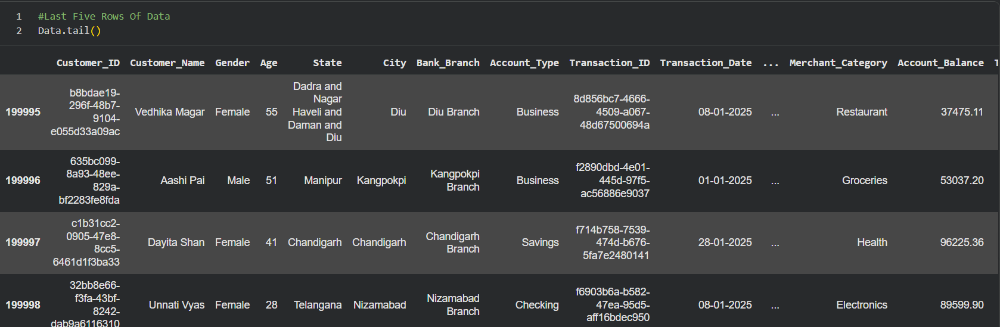 1 #Last Five Rows Of Data
2 Data.tail()
Customer_ID Customer_Name Gender Age State City Bank_Branch Account_Type Transaction_ID Transaction_Date ... Merchant_Category Account_Balance
199995 b8bdae19-296f-48b7-9104-e055d33a09ac Vedhika Magar Female 55 Dadra and Nagar Haveli and Daman and Diu Diu Diu Branch Business 8d856bc7-4666-4509-a067-48d67500694a 08-01-2025 ... Restaurant 37475.11
199996 635bc099-8a93-48ee-829a-bf2283fe8fda Aashi Pai Male 51 Manipur Kangpokpi Kangpokpi Branch Business f2890dbd-4e01-445d-97f5-ac56886e9037 01-01-2025 ... Groceries 53037.20
199997 c1b31cc2-0905-47e8-8cc5-6461d1f3ba33 Dayita Shan Female 41 Chandigarh Chandigarh Chandigarh Branch Savings f714b758-7539-474d-b676-5fa7e2480141 28-01-2025 ... Health 96225.36
199998 32bb8e66-f3fa-43bf-8242-dab9a6116310 Unnati Vyas Female 28 Telangana Nizamabad Nizamabad Branch Checking f6903b6a-b582-47ea-95d5-aff16bdec950 08-01-2025 ... Electronics 89599.90